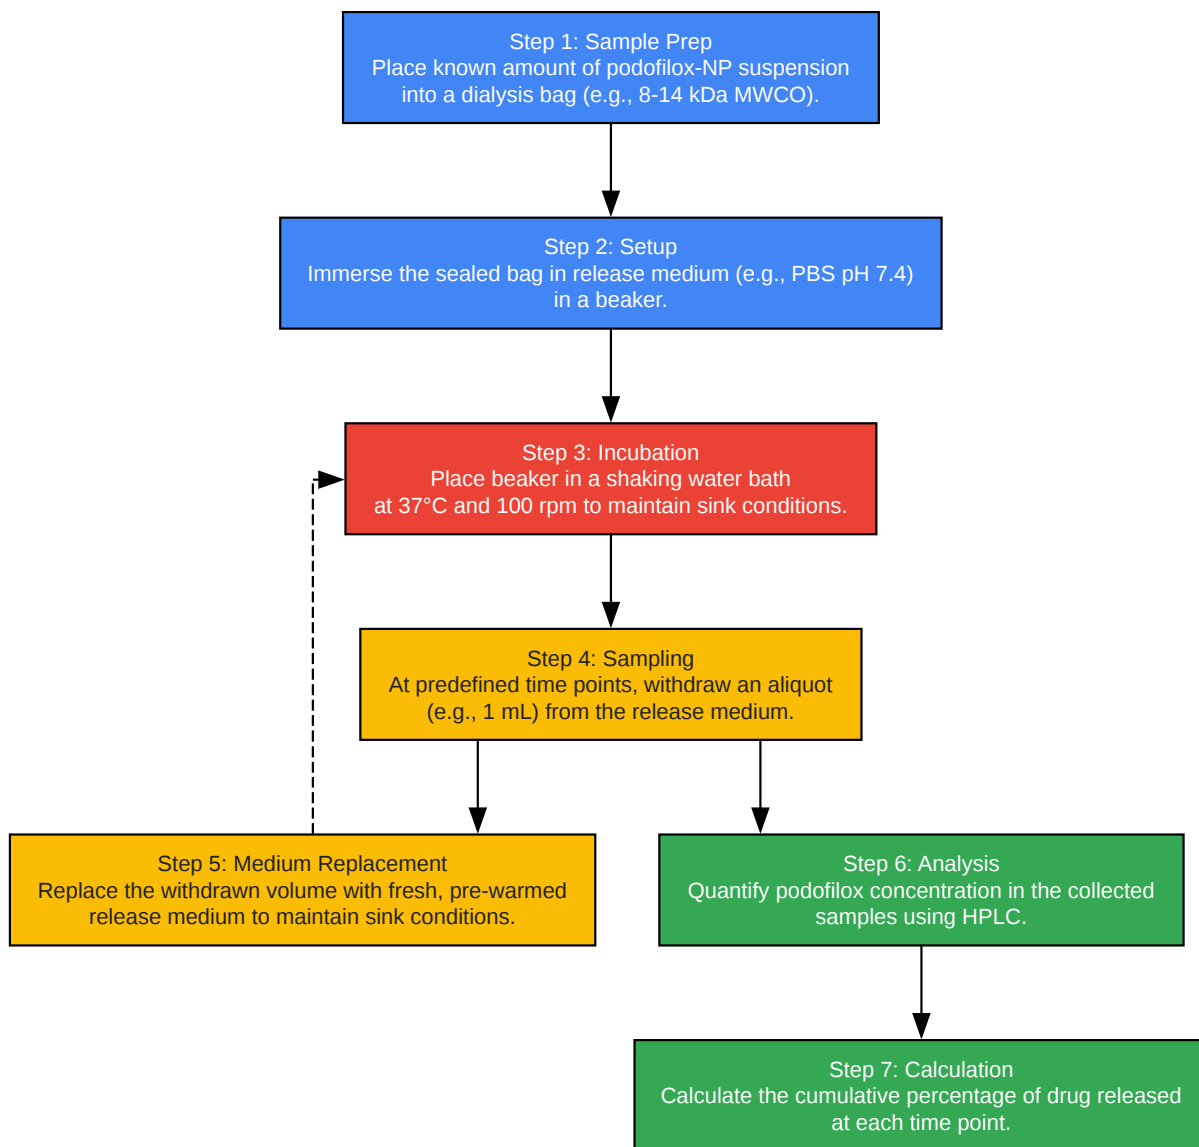 Step 1: Sample Prep
Place known amount of podofilox-NP suspension
into a dialysis bag (e.g., 8-14 kDa MWCO).
Step 2: Setup
Immerse the sealed bag in release medium (e.g., PBS pH 7.4)
in a beaker.
Step 3: Incubation
Place beaker in a shaking water bath
at 37°C and 100 rpm to maintain sink conditions.
Step 4: Sampling
At predefined time points, withdraw an aliquot
(e.g., 1 mL) from the release medium.
Step 5: Medium Replacement
Replace the withdrawn volume with fresh, pre-warmed
release medium to maintain sink conditions.
Step 6: Analysis
Quantify podofilox concentration in the collected
samples using HPLC.
Step 7: Calculation
Calculate the cumulative percentage of drug released
at each time point.